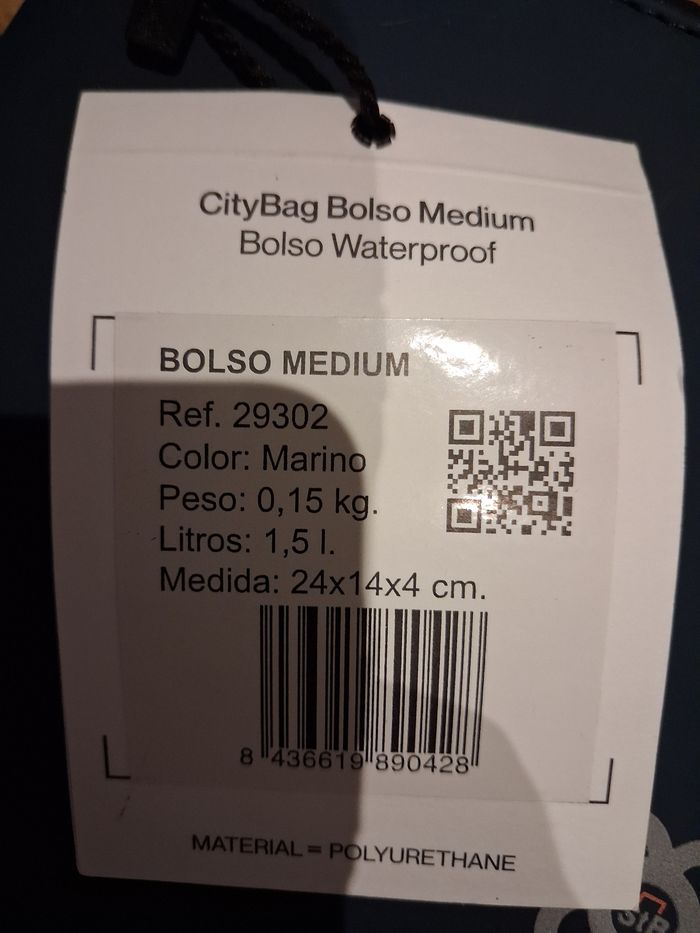 CityBag Bolso Medium
Bolso Waterproof
BOLSO MEDIUM
Ref. 29302
Color: Marino
Peso: 0,15 kg.
Litros: 1,5 l.
Medida: 24x14x4 cm.
8 436619 890428
MATERIAL = POLYURETHANE